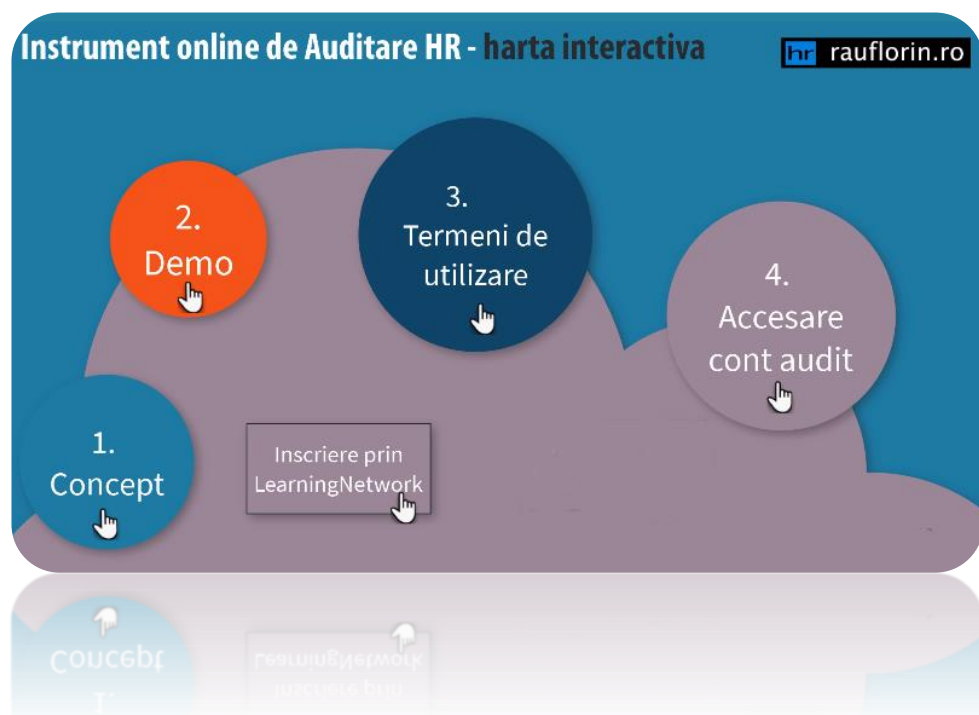 Instrument online de Auditare HR - harta interactiva
hr rauflorin.ro
2.
Demo
3.
Termeni de
utilizare
4.
Accesare
cont audit
1.
Concept
Inscriere prin
LearningNetwork